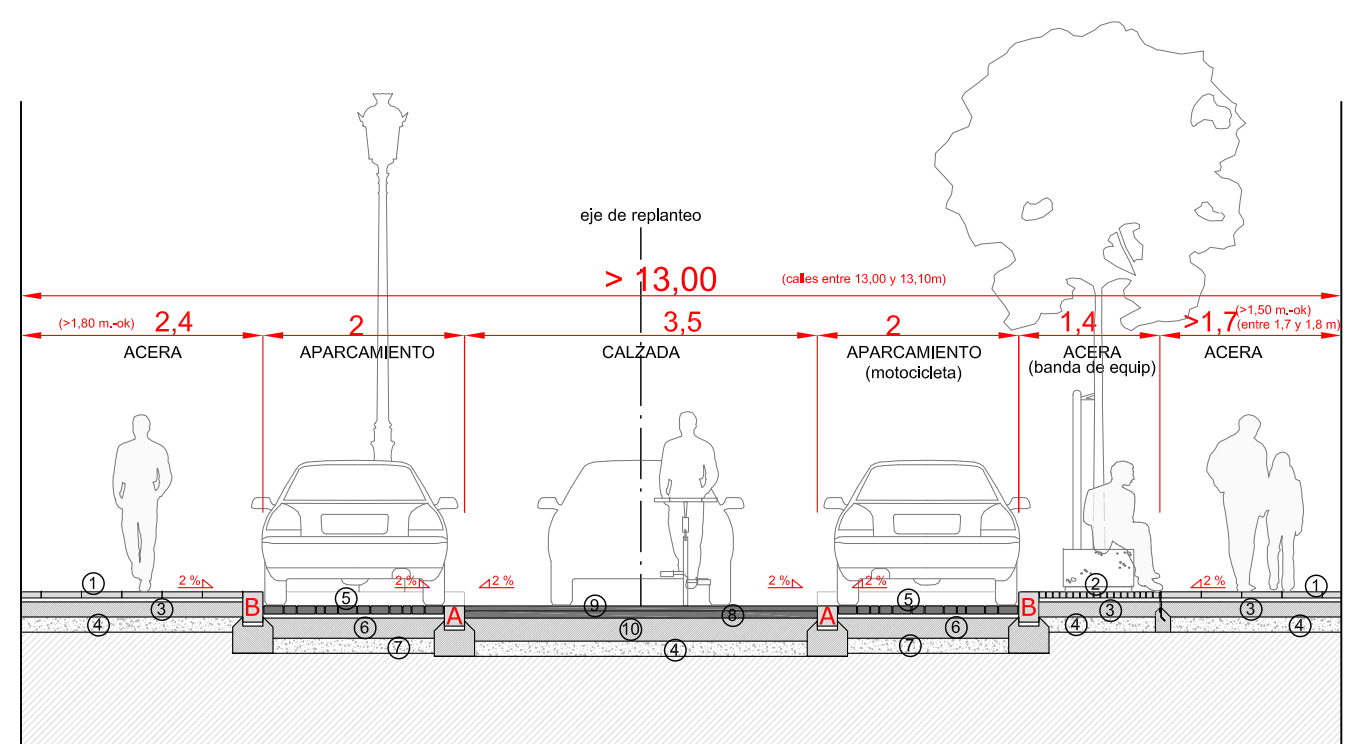 eje de replanteo
> 13,00
(calles entre 13,00 y 13,10m)
(>1,80 m.-ok) 2,4
2
3,5
2
1,4
>1,7
(>1,50 m.-ok)
(entre 1,7 y 1,8 m)
ACERA
APARCAMIENTO
CALZADA
APARCAMIENTO
(motocicleta)
ACERA
(banda de equip)
ACERA
1
2 %
2 %
2 %
2 %
2 %
2
2 %
1
3
B
5
A
9
8
A
5
B
3
3
4
6
10
6
4
4
7
4
7